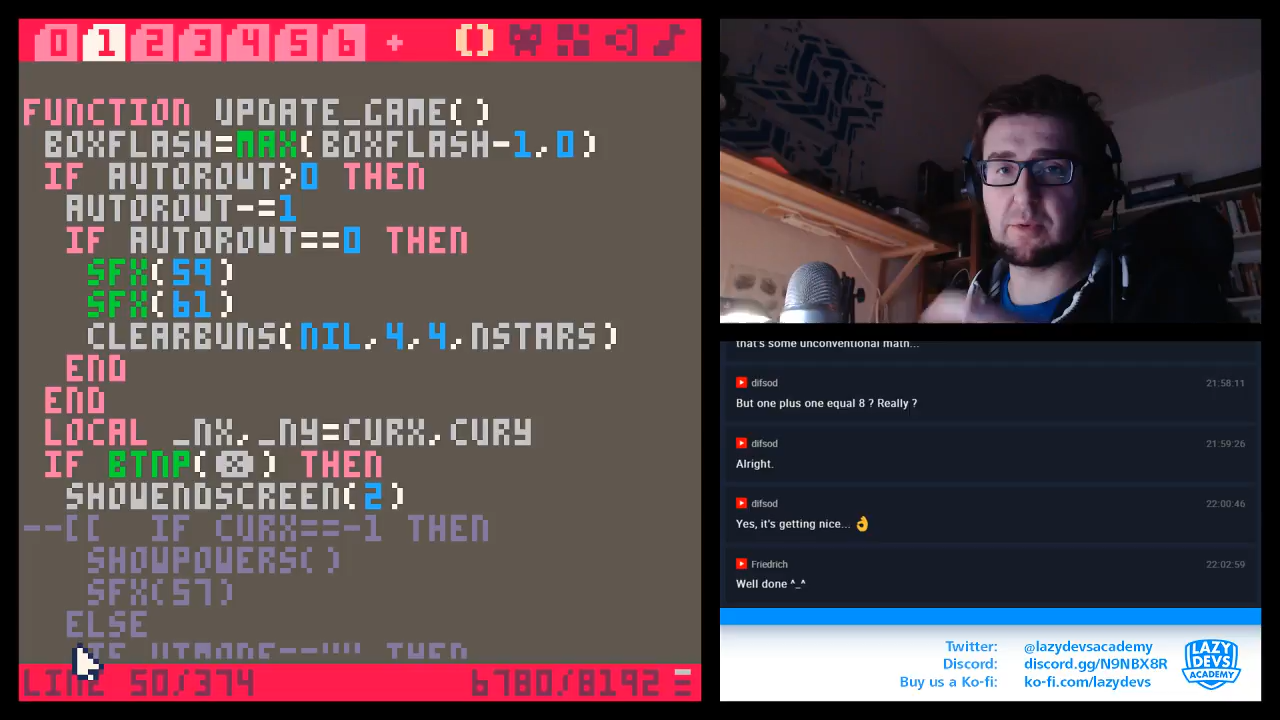 0 1 2 3 4 5 6 + ()
FUNCTION UPDATE_GAME()
BOXFLASH=MAX(BOXFLASH-1,0)
IF AUTOROWT>0 THEN
AUTOROWT-=1
IF AUTOROWT==0 THEN
SFX(59)
SFX(61)
CLEARBUNS(NIL,4,4,NSTARS)
END
END
LOCAL _NX,_NY=CURX,CURY
IF BTNP(🅾️) THEN
SHOWENDSCREEN(2)
--[[ IF CURX==-1 THEN
SHOWPOWERS()
SFX(57)
ELSE
THEN
LINE 50/374
6780/8192
that's some unconventional math...
difsod 21:58:11
But one plus one equal 8 ? Really ?
difsod 21:59:26
Alright.
difsod 22:00:46
Yes, it's getting nice... 👌
Friedrich 22:02:59
Well done ^_^
Twitter: @lazydevsacademy
Discord: discord.gg/N9NBX8R
Buy us a Ko-fi: ko-fi.com/lazydevs
LAZY
DEVS
ACADEMY